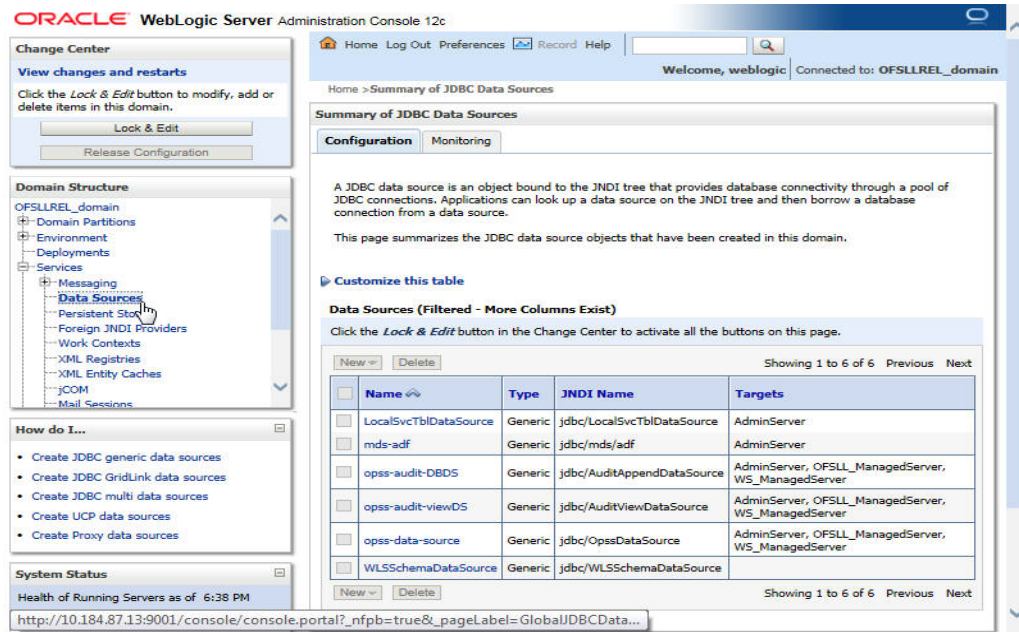 ORACLE WebLogic Server Administration Console 12c
Change Center
View changes and restarts
Click the Lock & Edit button to modify, add or
delete items in this domain.
Lock & Edit
Release Configuration
Domain Structure
OFSLLREL_domain
Domain Partitions
Environment
Deployments
Services
Messaging
Data Sources
Persistent Sto
Foreign JNDI Providers
Work Contexts
XML Registries
XML Entity Caches
jCOM
Mail Sessions
How do I...
Create JDBC generic data sources
Create JDBC GridLink data sources
Create JDBC multi data sources
Create UCP data sources
Create Proxy data sources
System Status
Health of Running Servers as of 6:38 PM
Home Log Out Preferences Record Help
Welcome, weblogic Connected to: OFSLLREL_domain
Home >Summary of JDBC Data Sources
Summary of JDBC Data Sources
Configuration Monitoring
A JDBC data source is an object bound to the JNDI tree that provides database connectivity through a pool of
JDBC connections. Applications can look up a data source on the JNDI tree and then borrow a database
connection from a data source.
This page summarizes the JDBC data source objects that have been created in this domain.
Customize this table
Data Sources (Filtered - More Columns Exist)
Click the Lock & Edit button in the Change Center to activate all the buttons on this page.
New Delete Showing 1 to 6 of 6 Previous Next
Name Type JNDI Name Targets
LocalSvcTblDataSource Generic jdbc/LocalSvcTblDataSource AdminServer
mds-adf Generic jdbc/mds/adf AdminServer
opss-audit-DBDS Generic jdbc/AuditAppendDataSource AdminServer, OFSLL_ManagedServer,
WS_ManagedServer
opss-audit-viewDS Generic jdbc/AuditViewDataSource AdminServer, OFSLL_ManagedServer,
WS_ManagedServer
opss-data-source Generic jdbc/OpssDataSource AdminServer, OFSLL_ManagedServer,
WS_ManagedServer
WLSSchemaDataSource Generic jdbc/WLSSchemaDataSource
New Delete Showing 1 to 6 of 6 Previous Next
http://10.184.87.13:9001/console/console.portal?_nfpb=true&_pageLabel=GlobalJDBCData...